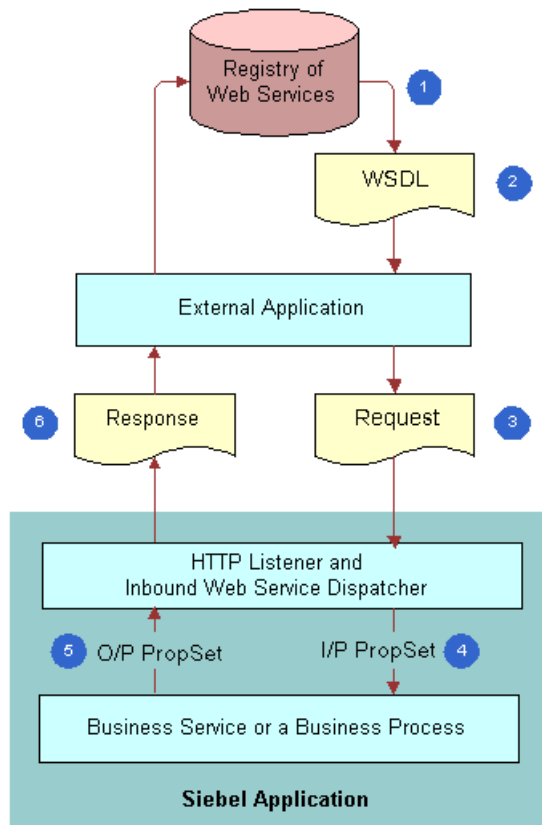 Registry of
Web Services
1
WSDL
2
External Application
6
Response
Request
3
HTTP Listener and
Inbound Web Service Dispatcher
5
O/P PropSet
I/P PropSet
4
Business Service or a Business Process
Siebel Application